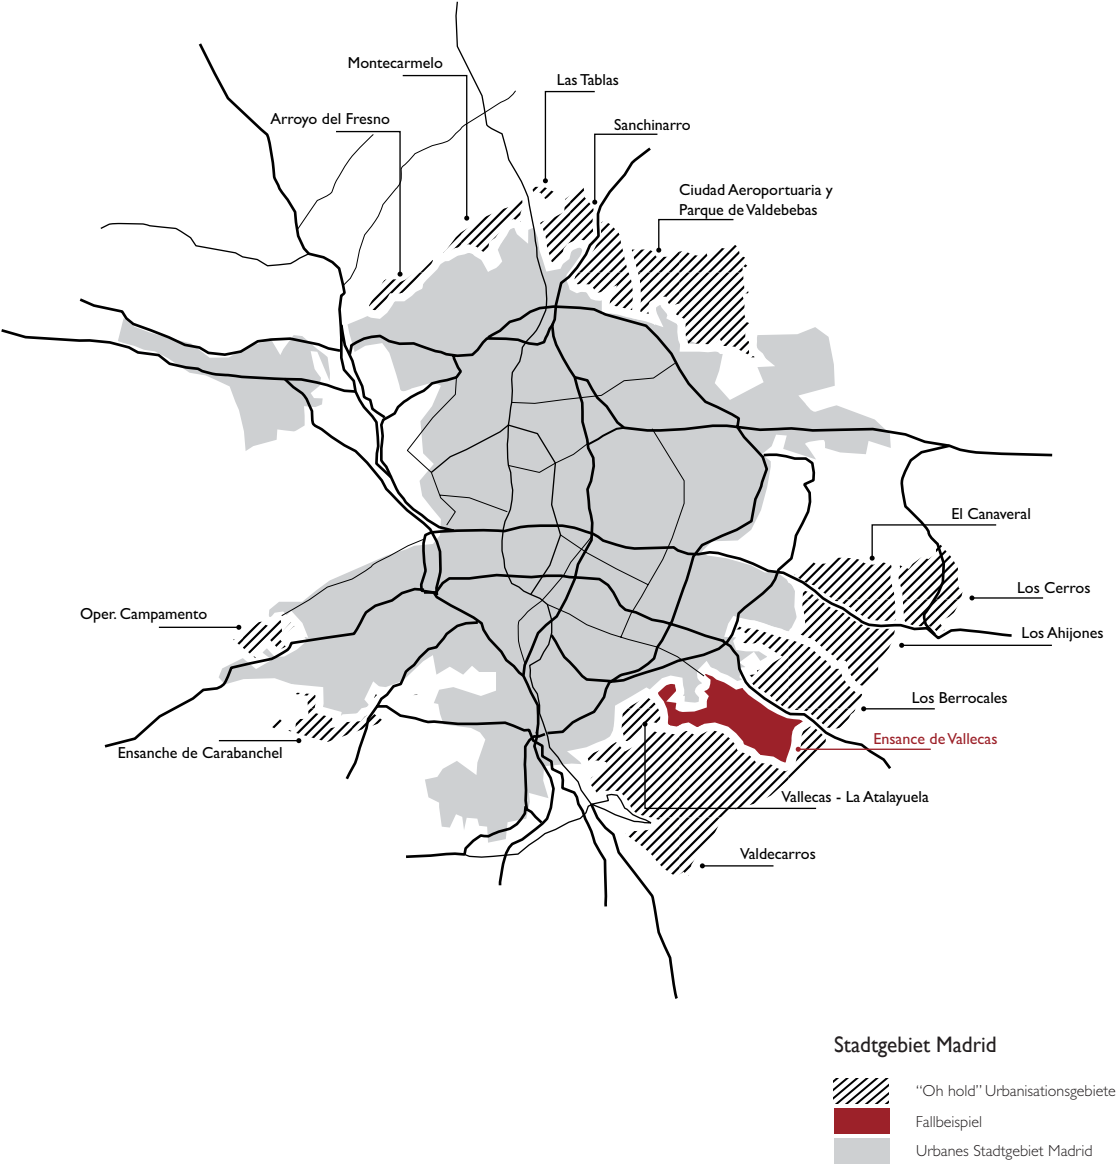 Montecarmelo
Las Tablas
Arroyo del Fresno
Sanchinarro
Ciudad Aeroportuaria y
Parque de Valdebebas
El Canaveral
Los Cerros
Oper. Campamento
Los Ahijones
Los Berrocales
Ensance de Vallecas
Ensanche de Carabanchel
Vallecas - La Atalayuela
Valdecarros
Stadtgebiet Madrid
“Oh hold” Urbanisationsgebiete
Fallbeispiel
Urbanes Stadtgebiet Madrid